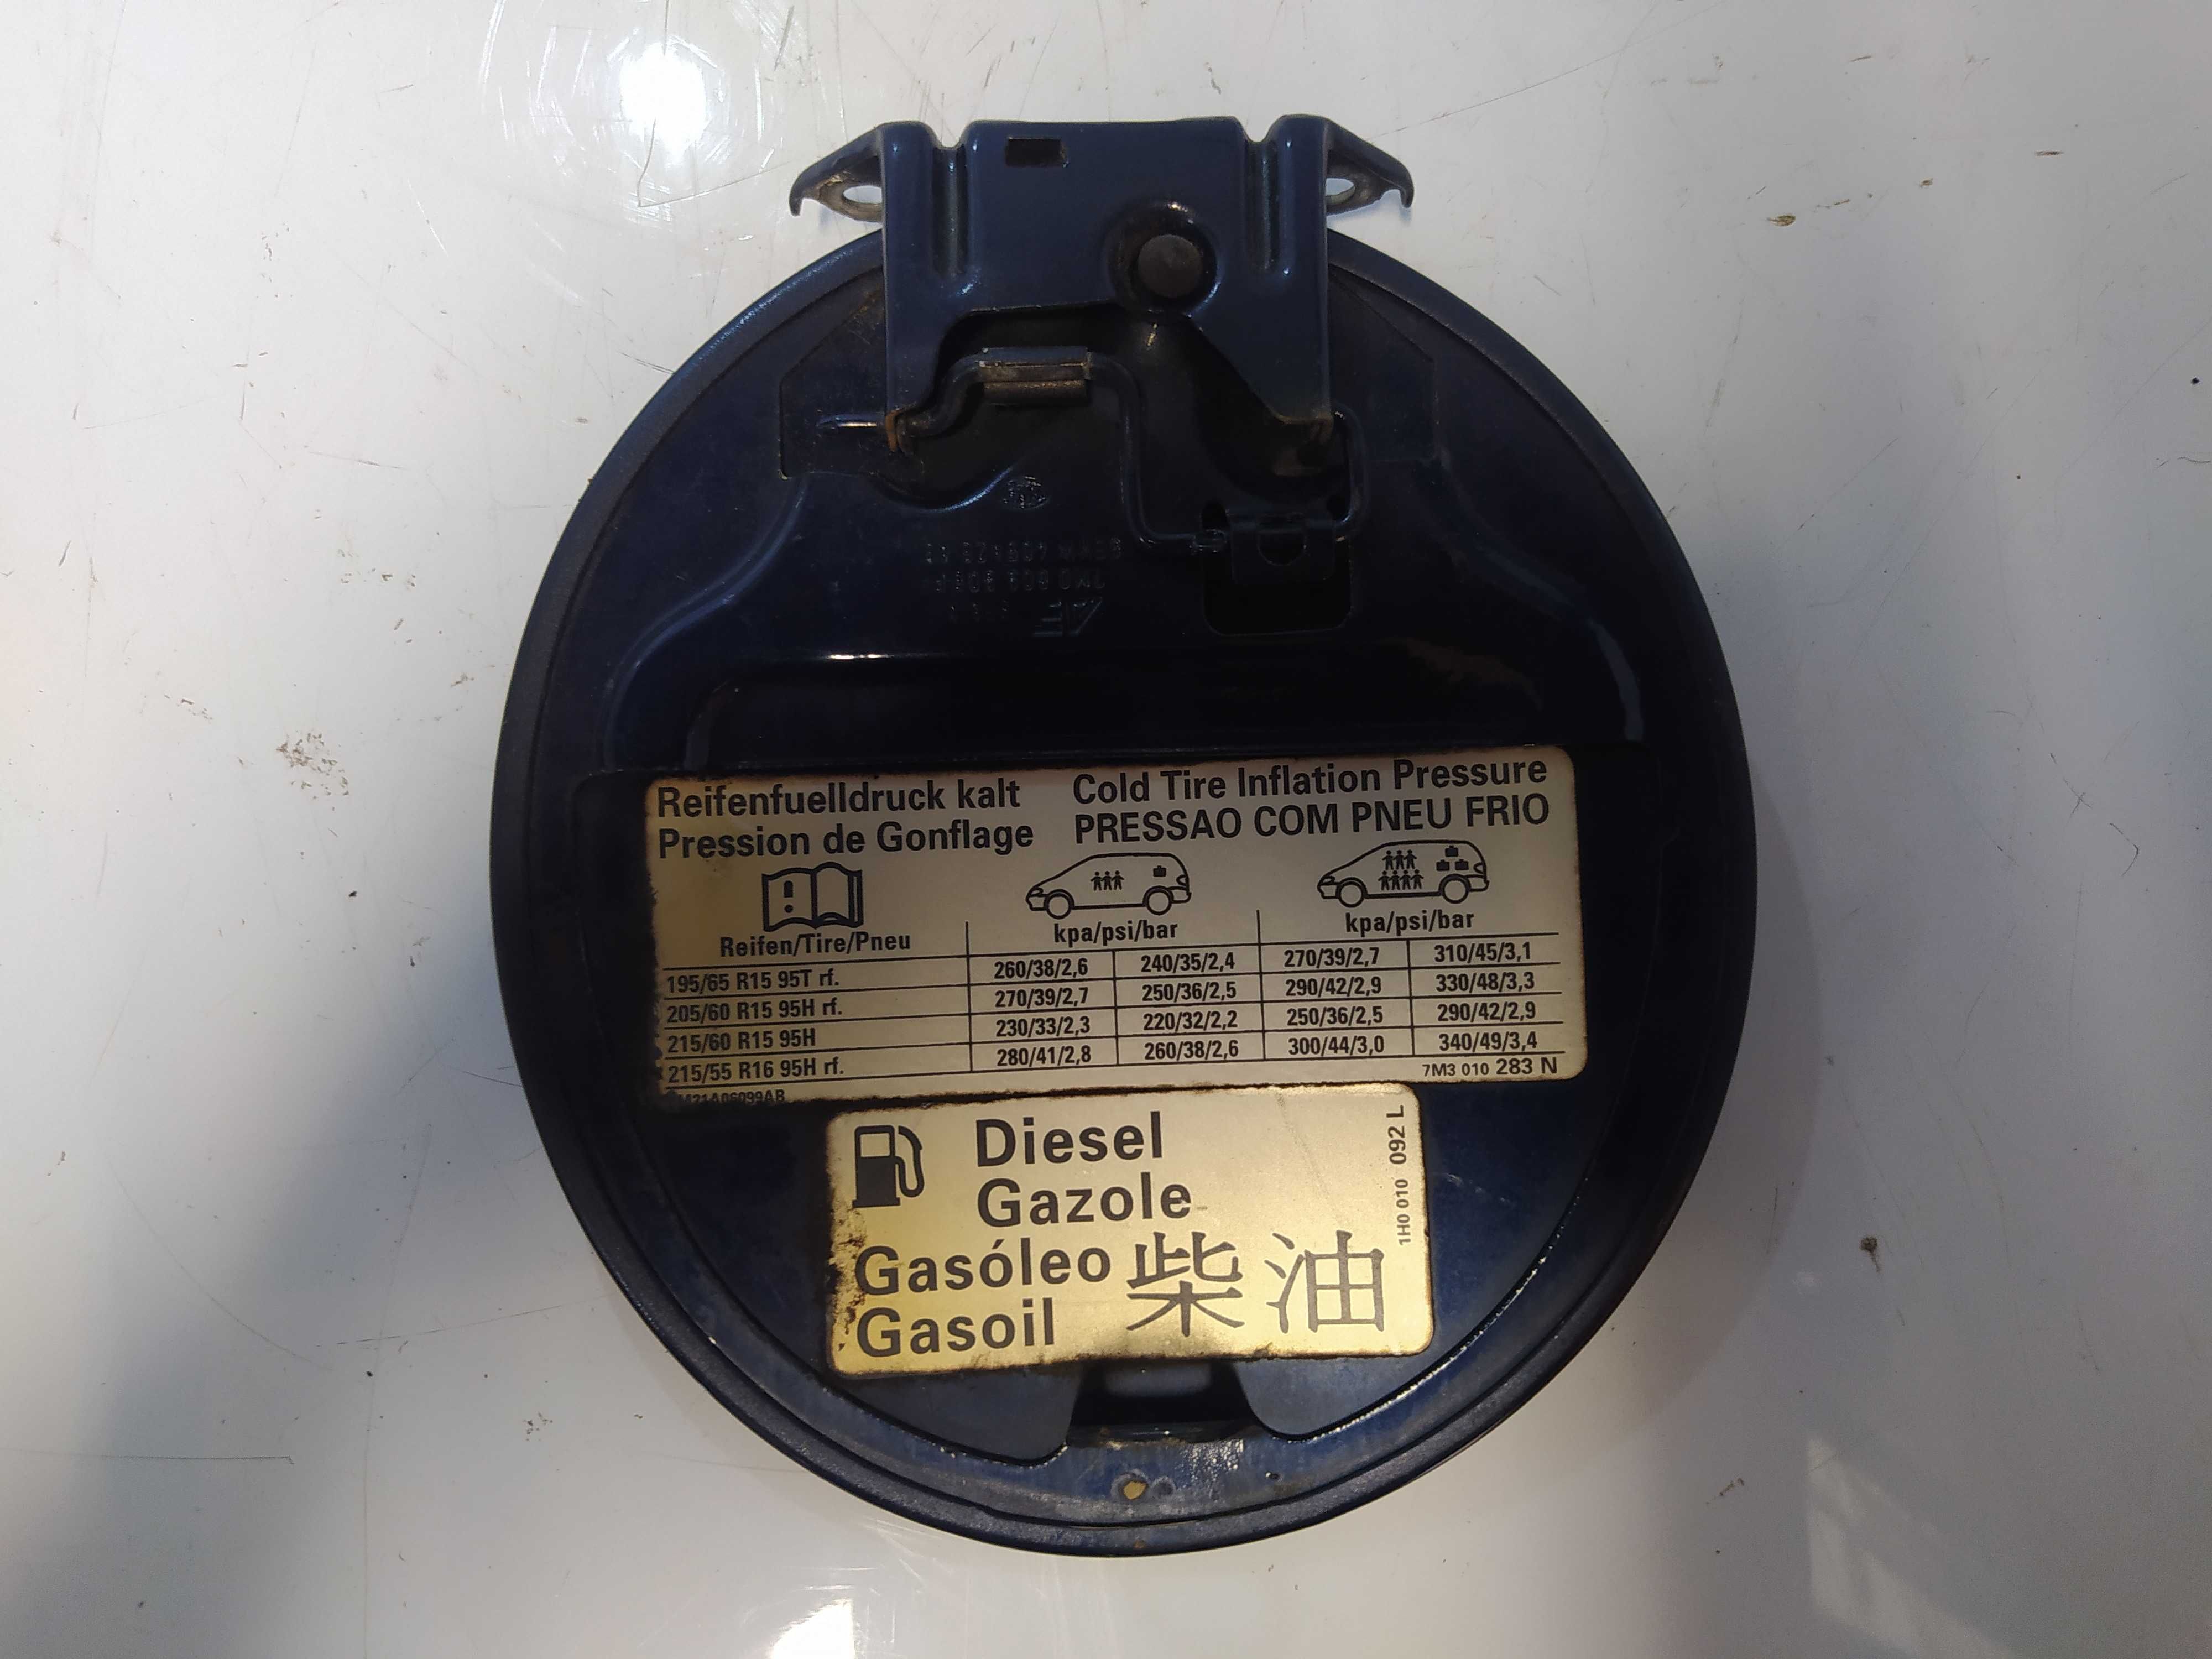 Reifenfuelldruck kalt
Pression de Gonflage
Cold Tire Inflation Pressure
PRESSAO COM PNEU FRIO
Reifen/Tire/Pneu kpa/psi/bar kpa/psi/bar
195/65 R15 95T rf. 260/38/2,6 240/35/2,4 270/39/2,7 310/45/3,1
205/60 R15 95H rf. 270/39/2,7 250/36/2,5 290/42/2,9 330/48/3,3
215/60 R15 95H 230/33/2,3 220/32/2,2 250/36/2,5 290/42/2,9
215/55 R16 95H rf. 280/41/2,8 260/38/2,6 300/44/3,0 340/49/3,4
7M3 010 283 N
Diesel
Gazole
Gasóleo 柴油
Gasoil
1H0 010 092 L